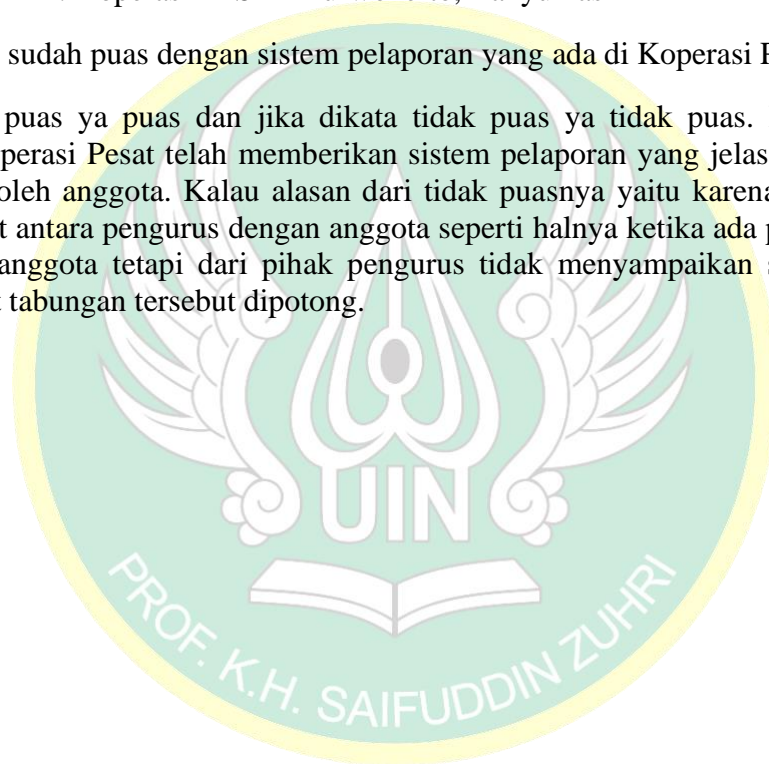 sudah puas dengan sistem pelaporan yang ada di Koperasi
puas ya puas dan jika dikata tidak puas ya tidak puas.
perasi Pesat telah memberikan sistem pelaporan yang jelas
oleh anggota. Kalau alasan dari tidak puasnya yaitu karena
t antara pengurus dengan anggota seperti halnya ketika ada
anggota tetapi dari pihak pengurus tidak menyampaikan
t tabungan tersebut dipotong.
UIN
PROF. K.H. SAIFUDDIN ZUHRI